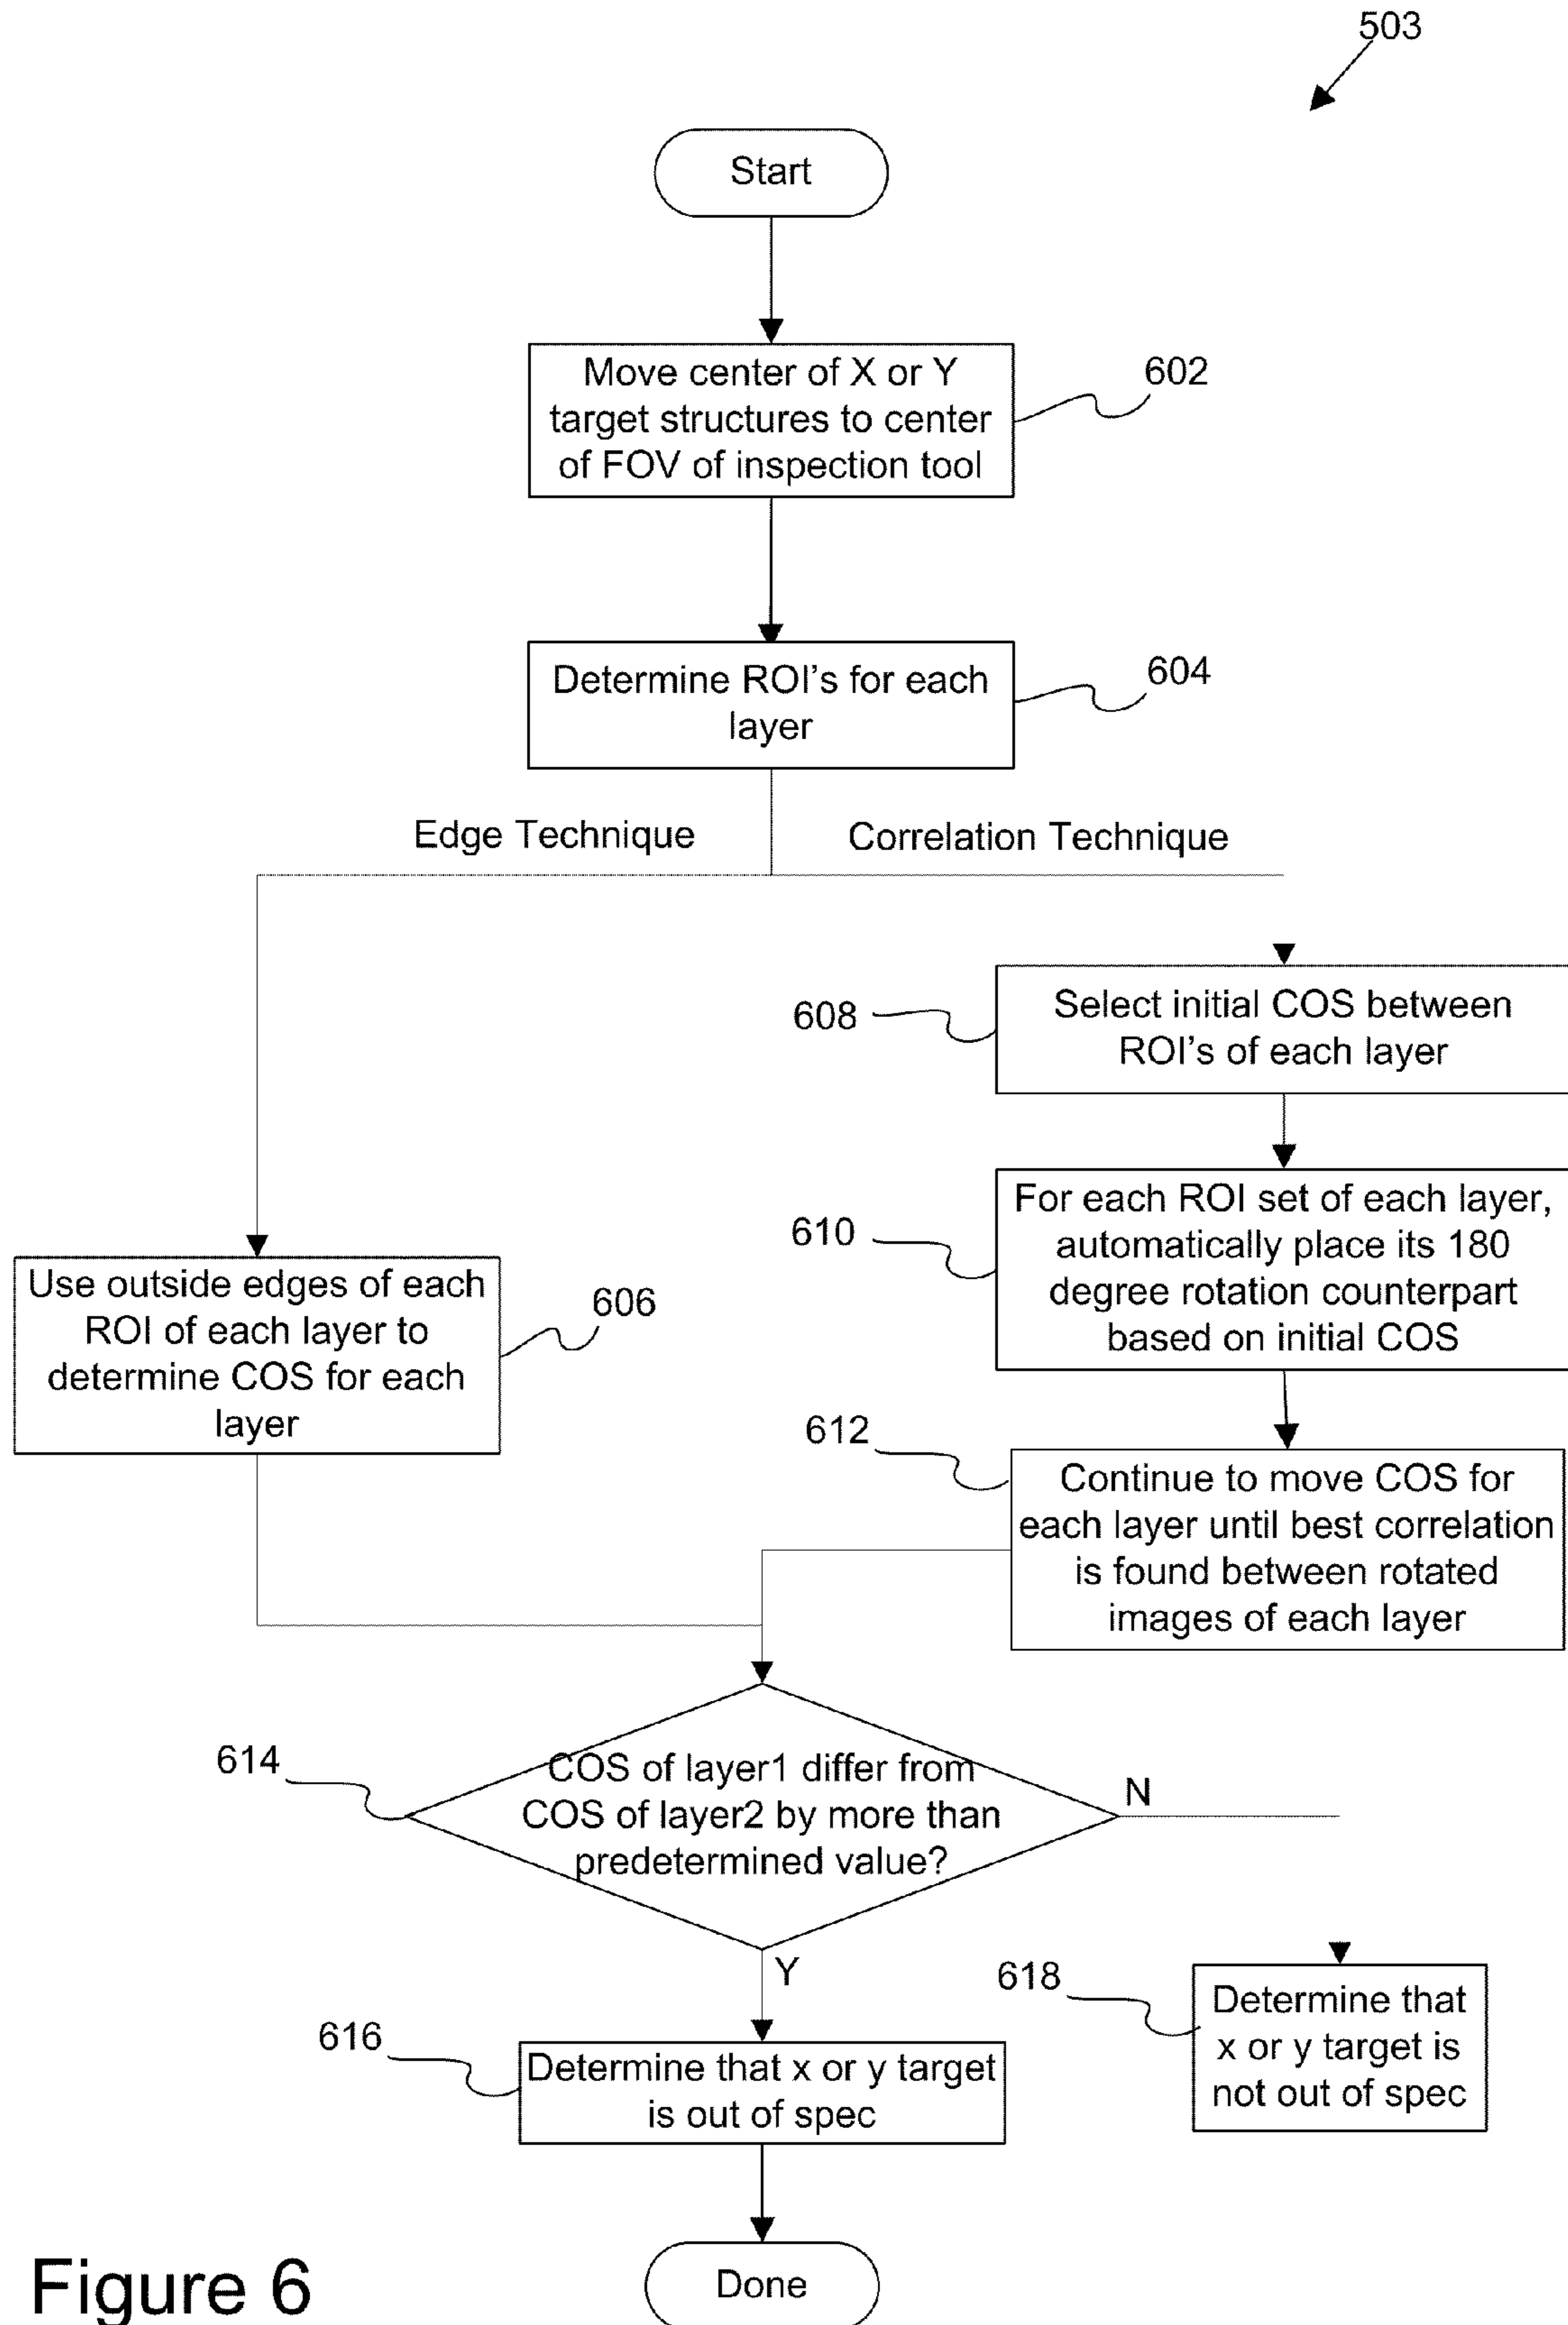 503
Start
Move center of X or Y
target structures to center
of FOV of inspection tool
602
Determine ROI's for each
layer
604
Edge Technique
Correlation Technique
608
Select initial COS between
ROI's of each layer
610
For each ROI set of each layer,
automatically place its 180
degree rotation counterpart
based on initial COS
Use outside edges of each
ROI of each layer to
determine COS for each
layer
606
612
Continue to move COS for
each layer until best correlation
is found between rotated
images of each layer
614
COS of layer1 differ from
COS of layer2 by more than
predetermined value?
N
Y
618
Determine that
x or y target is
not out of spec
616
Determine that x or y target
is out of spec
Done
Figure 6